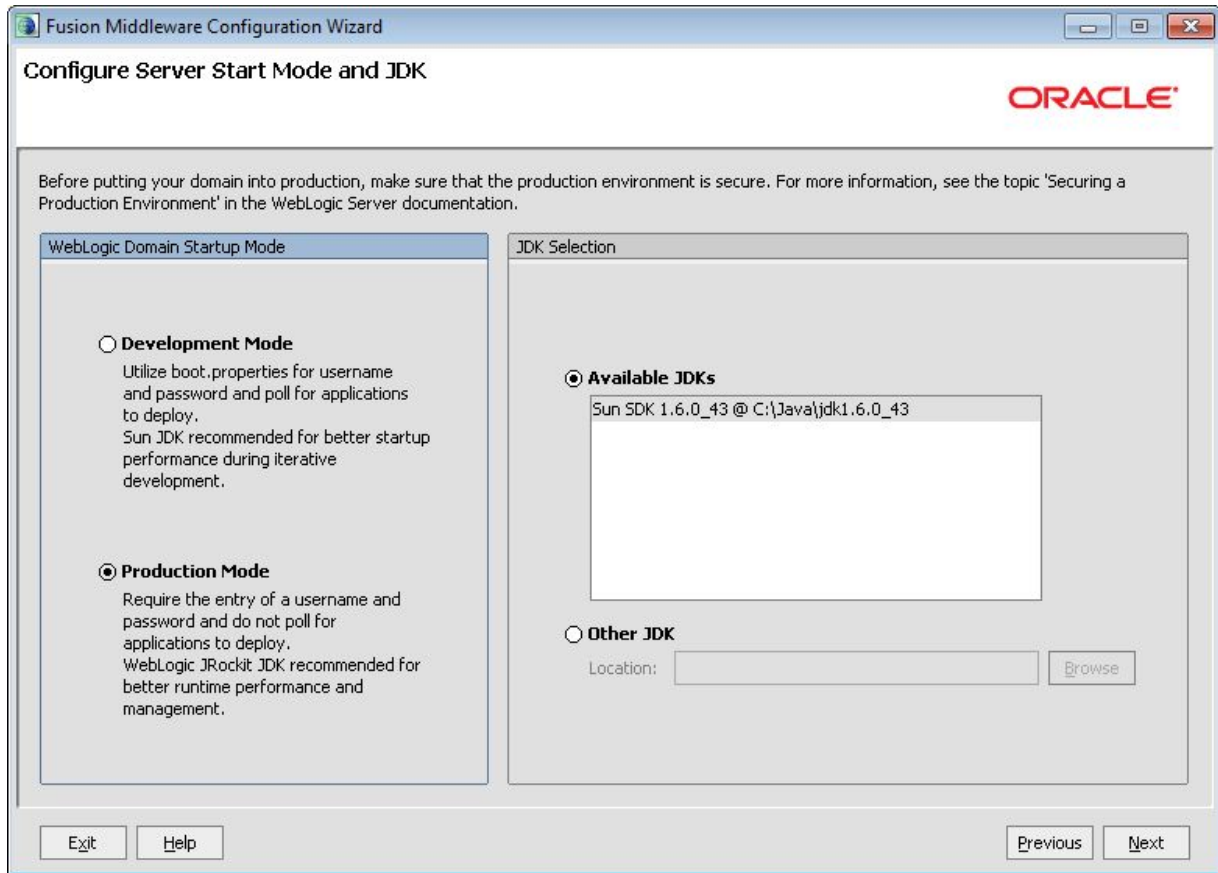 Fusion Middleware Configuration Wizard
Configure Server Start Mode and JDK
ORACLE
Before putting your domain into production, make sure that the production environment is secure. For more information, see the topic 'Securing a
Production Environment' in the WebLogic Server documentation.
WebLogic Domain Startup Mode
Development Mode
Utilize boot.properties for username
and password and poll for applications
to deploy.
Sun JDK recommended for better startup
performance during iterative
development.
Production Mode
Require the entry of a username and
password and do not poll for
applications to deploy.
WebLogic JRockit JDK recommended for
better runtime performance and
management.
JDK Selection
Available JDKs
Sun SDK 1.6.0_43 @ C:\Java\jdk1.6.0_43
Other JDK
Location:
Browse
Exit
Help
Previous
Next